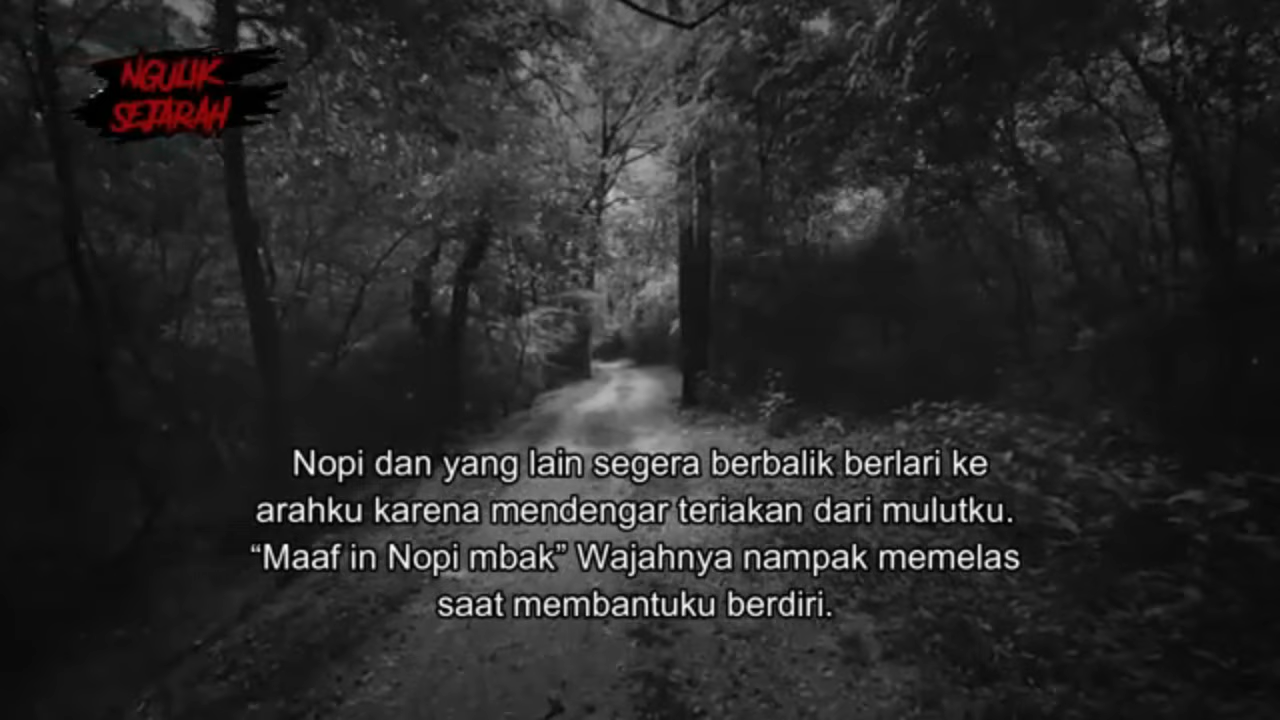 NGULIK
SEJARAH
Nopi dan yang lain segera berbalik berlari ke
arahku karena mendengar teriakan dari mulutku.
“Maaf in Nopi mbak” Wajahnya nampak memelas
saat membantuku berdiri.